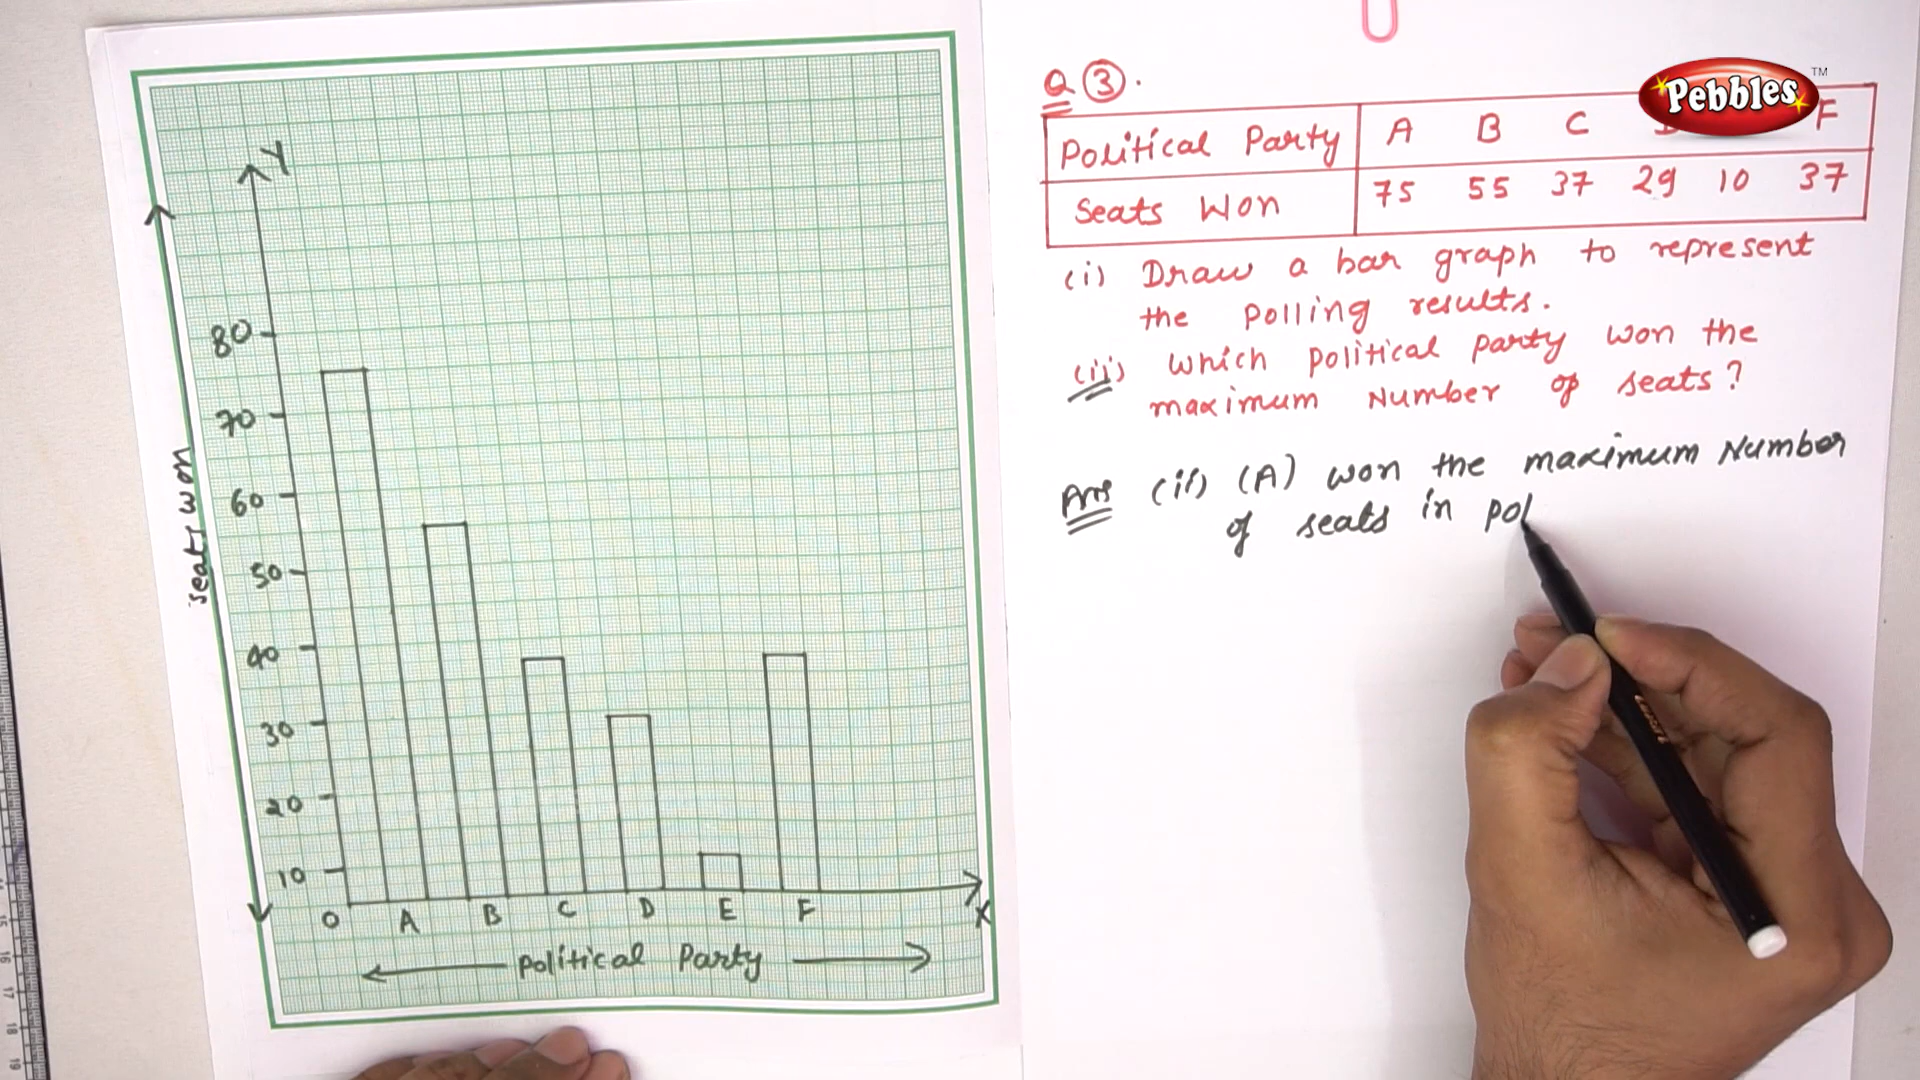 Y
80
70
60
50
40
30
20
10
seats won
O A B C D E F X
Political Party
Q 3.
Pebbles TM
Political Party A B C F
Seats Won 75 55 37 29 10 37
(i) Draw a bar graph to represent
the polling results.
(ii) Which political party won the
maximum Number of seats?
Ans (ii) (A) won the maximum Number
of seats in pol